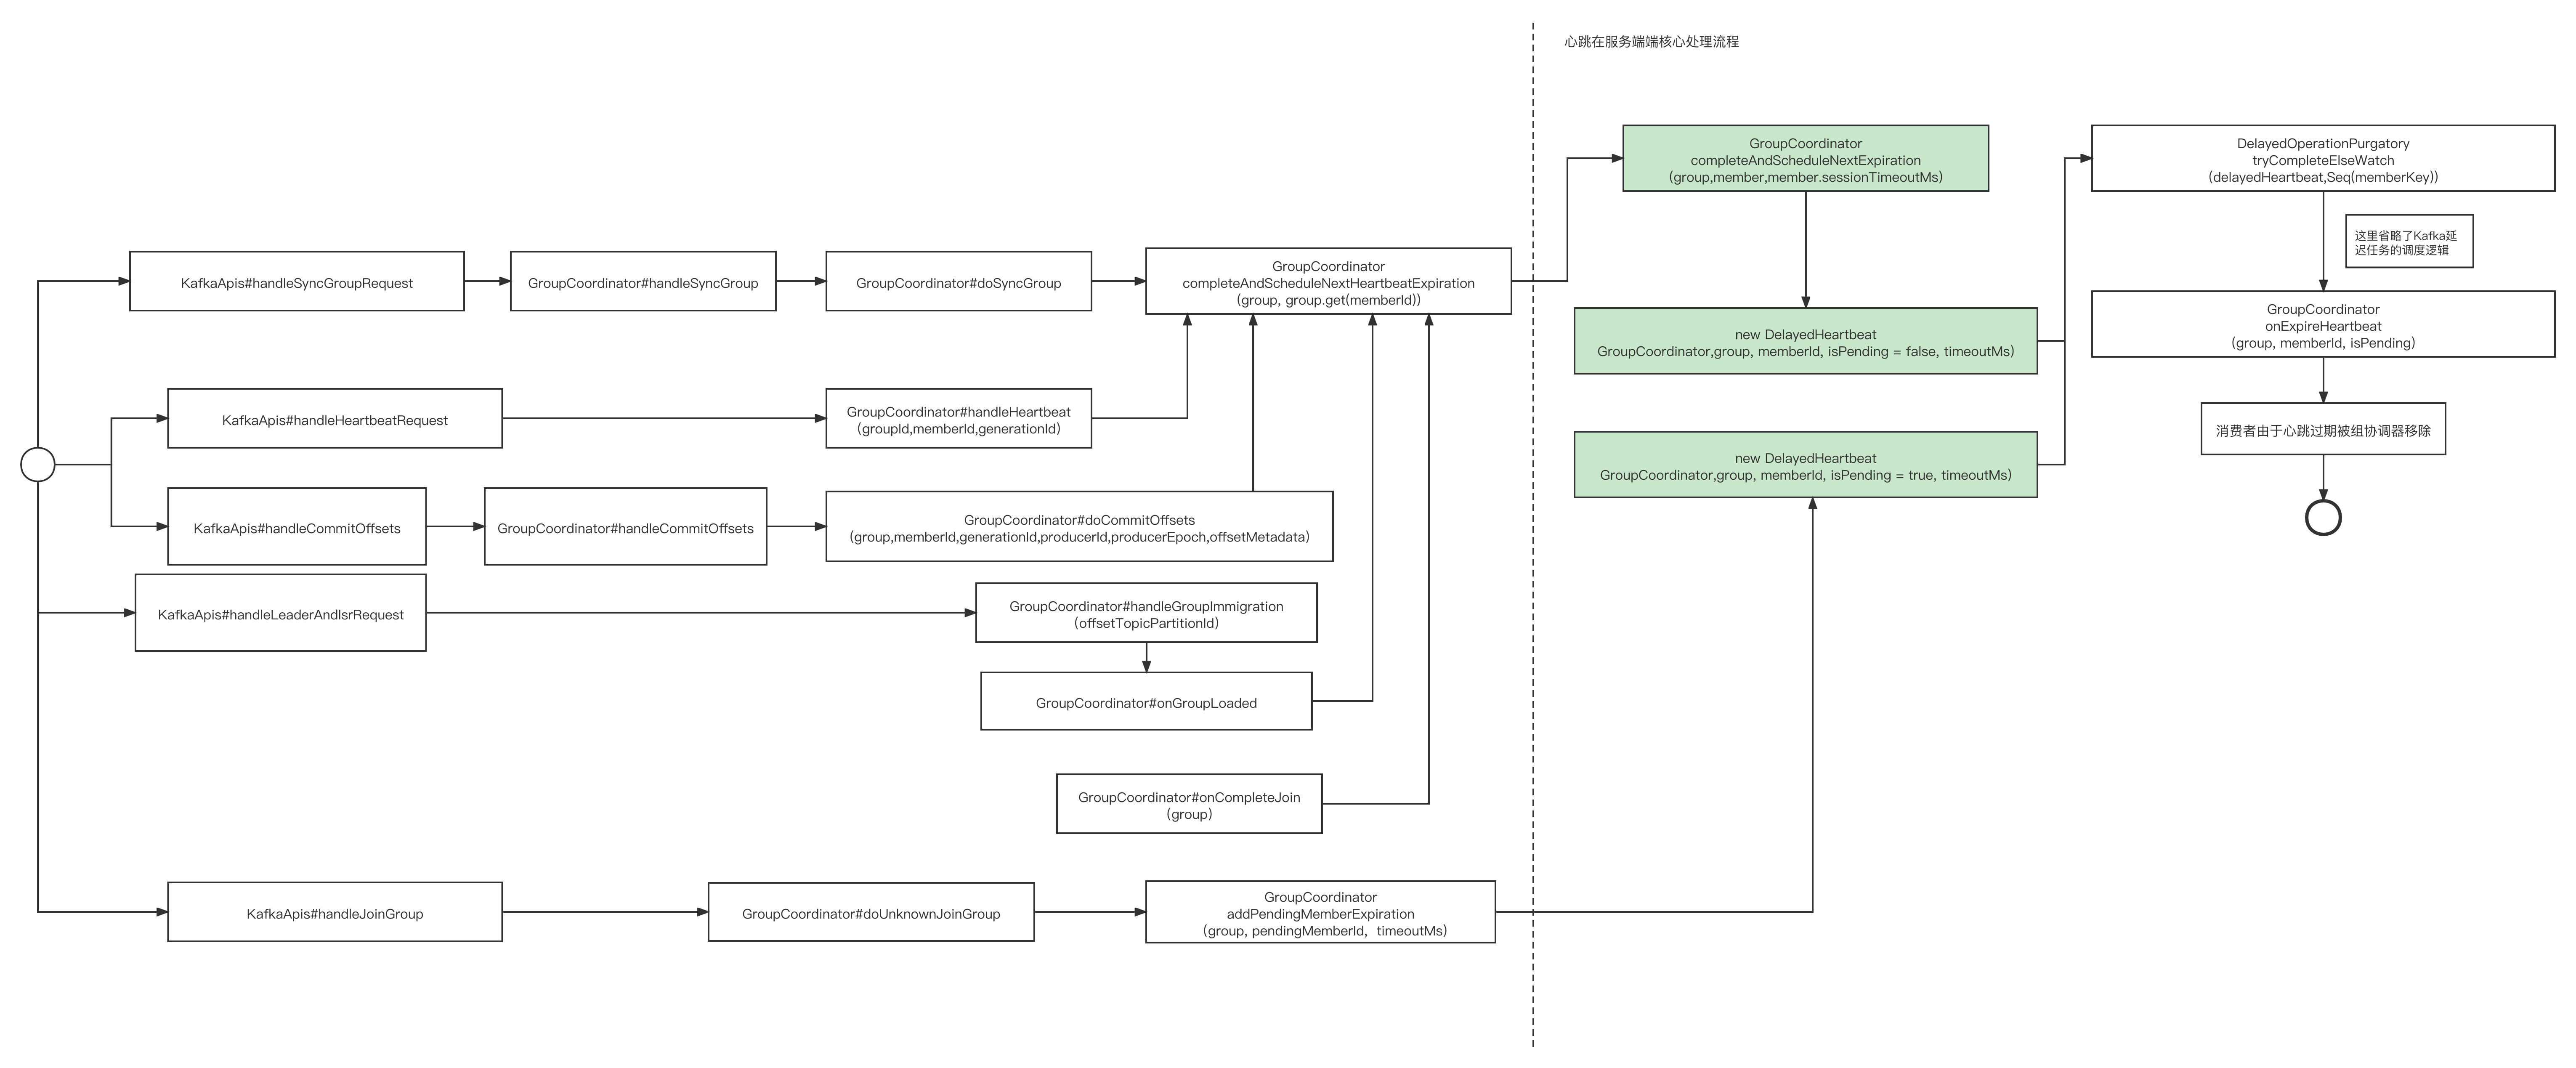 心跳在服务端端核心处理流程
KafkaApis#handleSyncGroupRequest
GroupCoordinator#handleSyncGroup
GroupCoordinator#doSyncGroup
GroupCoordinator
completeAndScheduleNextHeartbeatExpiration
(group, group.get(memberId))
KafkaApis#handleHeartbeatRequest
GroupCoordinator#handleHeartbeat
(groupId,memberId,generationId)
KafkaApis#handleCommitOffsets
GroupCoordinator#handleCommitOffsets
GroupCoordinator#doCommitOffsets
(group,memberId,generationId,producerId,producerEpoch,offsetMetadata)
KafkaApis#handleLeaderAndIsrRequest
GroupCoordinator#handleGroupImmigration
(offsetTopicPartitionId)
GroupCoordinator#onGroupLoaded
GroupCoordinator#onCompleteJoin
(group)
KafkaApis#handleJoinGroup
GroupCoordinator#doUnknownJoinGroup
GroupCoordinator
addPendingMemberExpiration
(group, pendingMemberId,  timeoutMs)
GroupCoordinator
completeAndScheduleNextExpiration
(group,member,member.sessionTimeoutMs)
new DelayedHeartbeat
GroupCoordinator,group, memberId, isPending = false, timeoutMs)
new DelayedHeartbeat
GroupCoordinator,group, memberId, isPending = true, timeoutMs)
DelayedOperationPurgatory
tryCompleteElseWatch
(delayedHeartbeat,Seq(memberKey))
这里省略了Kafka延
迟任务的调度逻辑
GroupCoordinator
onExpireHeartbeat
(group, memberId, isPending)
消费者由于心跳过期被组协调器移除